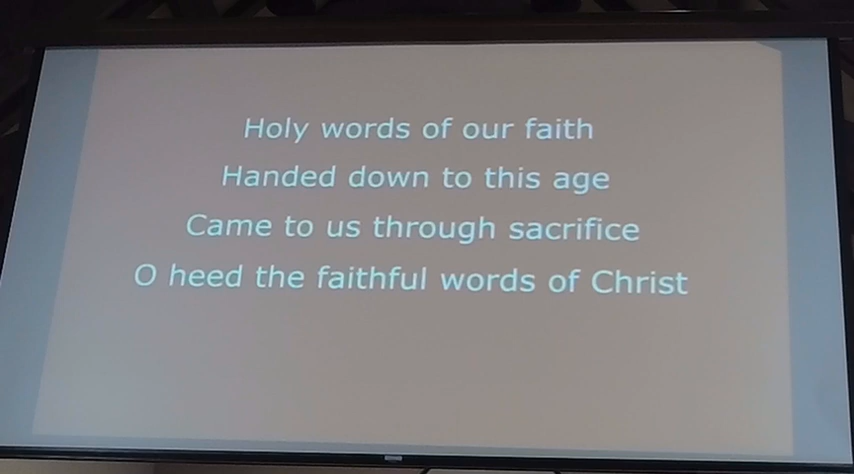 Holy words of our faith
Handed down to this age
Came to us through sacrifice
O heed the faithful words of Christ